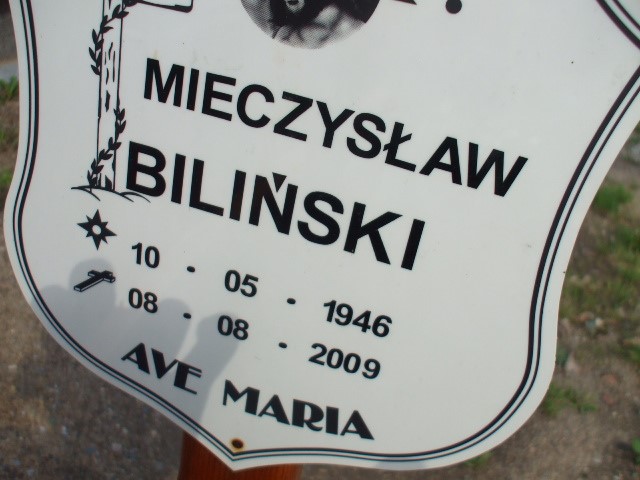 MIECZYSŁAW
BILIŃSKI
10 - 05 - 1946
08 - 08 - 2009
AVE MARIA